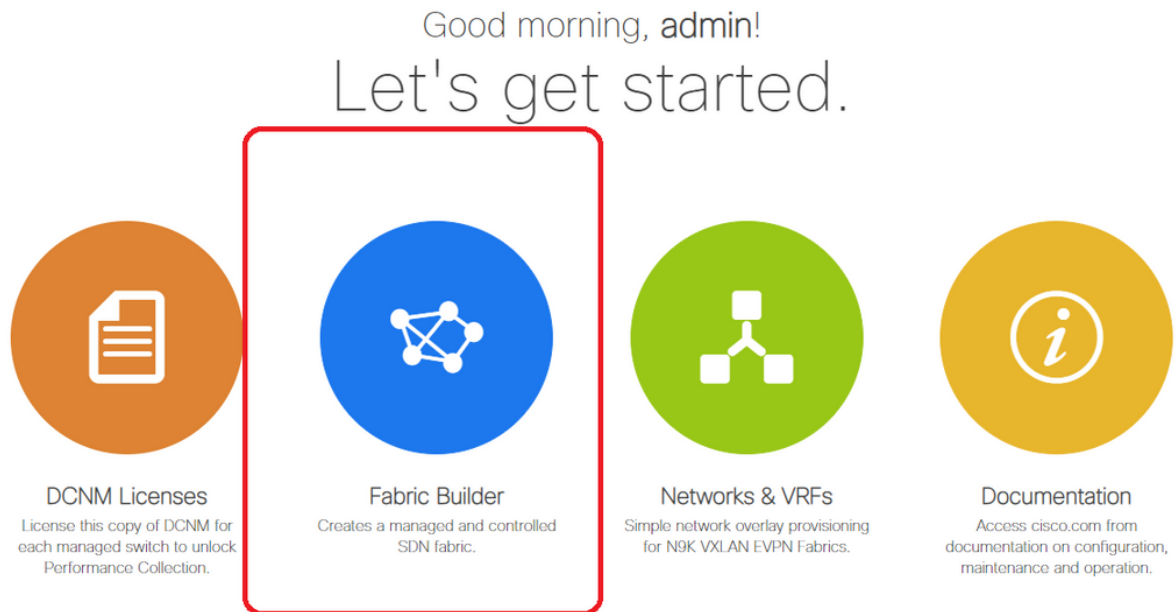 Good morning, admin!
Let's get started.
DCNM Licenses
License this copy of DCNM for
each managed switch to unlock
Performance Collection.
Fabric Builder
Creates a managed and controlled
SDN fabric.
Networks & VRFs
Simple network overlay provisioning
for N9K VXLAN EVPN Fabrics.
Documentation
Access cisco.com from
documentation on configuration,
maintenance and operation.